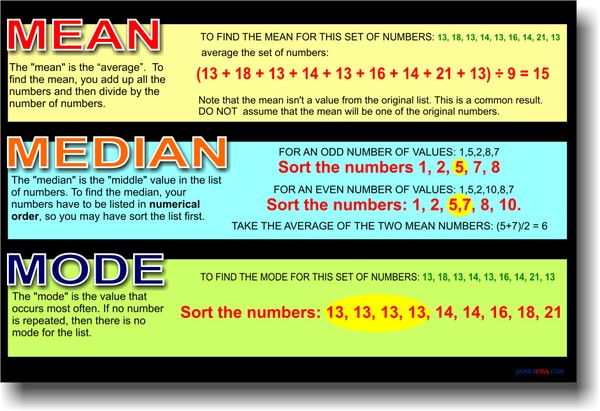 MEAN
The "mean" is the “average”. To
find the mean, you add up all the
numbers and then divide by the
number of numbers.
TO FIND THE MEAN FOR THIS SET OF NUMBERS: 13, 18, 13, 14, 13, 16, 14, 21, 13
average the set of numbers:
(13 + 18 + 13 + 14 + 13 + 16 + 14 + 21 + 13) ÷ 9 = 15
Note that the mean isn't a value from the original list. This is a common result.
DO NOT assume that the mean will be one of the original numbers.
MEDIAN
The "median" is the "middle" value in the list
of numbers. To find the median, your
numbers have to be listed in numerical
order, so you may have sort the list first.
FOR AN ODD NUMBER OF VALUES: 1,5,2,8,7
Sort the numbers 1, 2, 5, 7, 8
FOR AN EVEN NUMBER OF VALUES: 1,5,2,10,8,7
Sort the numbers: 1, 2, 5,7, 8, 10.
TAKE THE AVERAGE OF THE TWO MEAN NUMBERS: (5+7)/2 = 6
MODE
The "mode" is the value that
occurs most often. If no number
is repeated, then there is no
mode for the list.
TO FIND THE MODE FOR THIS SET OF NUMBERS: 13, 18, 13, 14, 13, 16, 14, 21, 13
Sort the numbers: 13, 13, 13, 13, 14, 14, 16, 18, 21